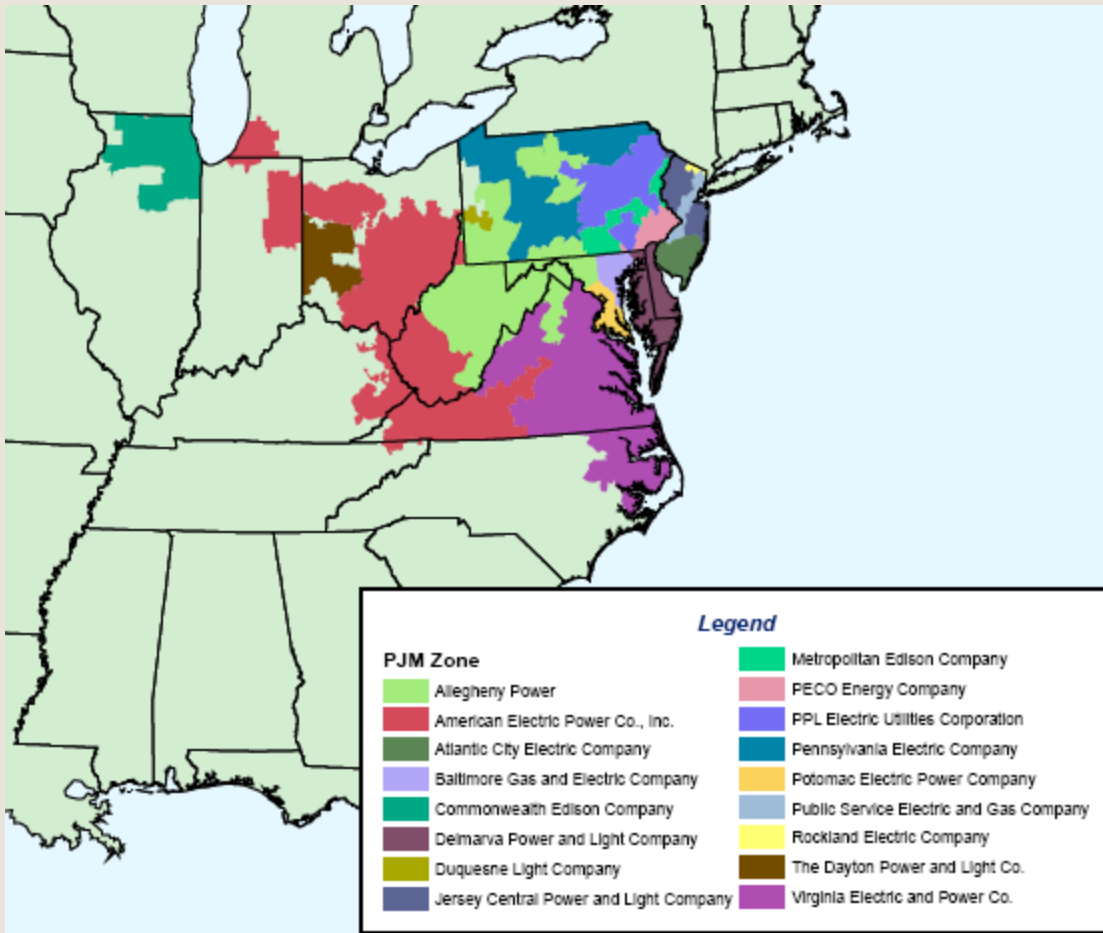 Legend
PJM Zone
Allegheny Power
American Electric Power Co., Inc.
Atlantic City Electric Company
Baltimore Gas and Electric Company
Commonwealth Edison Company
Delmarva Power and Light Company
Duquesne Light Company
Jersey Central Power and Light Company
Metropolitan Edison Company
PECO Energy Company
PPL Electric Utilities Corporation
Pennsylvania Electric Company
Potomac Electric Power Company
Public Service Electric and Gas Company
Rockland Electric Company
The Dayton Power and Light Co.
Virginia Electric and Power Co.